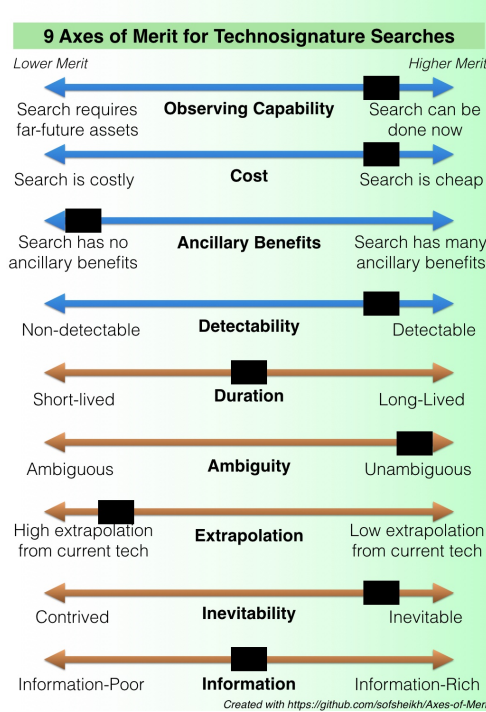 9 Axes of Merit for Technosignature Searches
Lower Merit
Higher Merit
Observing Capability
Search requires
far-future assets
Search can be
done now
Cost
Search is costly
Search is cheap
Ancillary Benefits
Search has no
ancillary benefits
Search has many
ancillary benefits
Detectability
Non-detectable
Detectable
Duration
Short-lived
Long-Lived
Ambiguity
Ambiguous
Unambiguous
Extrapolation
High extrapolation
from current tech
Low extrapolation
from current tech
Inevitability
Contrived
Inevitable
Information
Information-Poor
Information-Rich
Created with https://github.com/sofsheikh/Axes-of-Meri